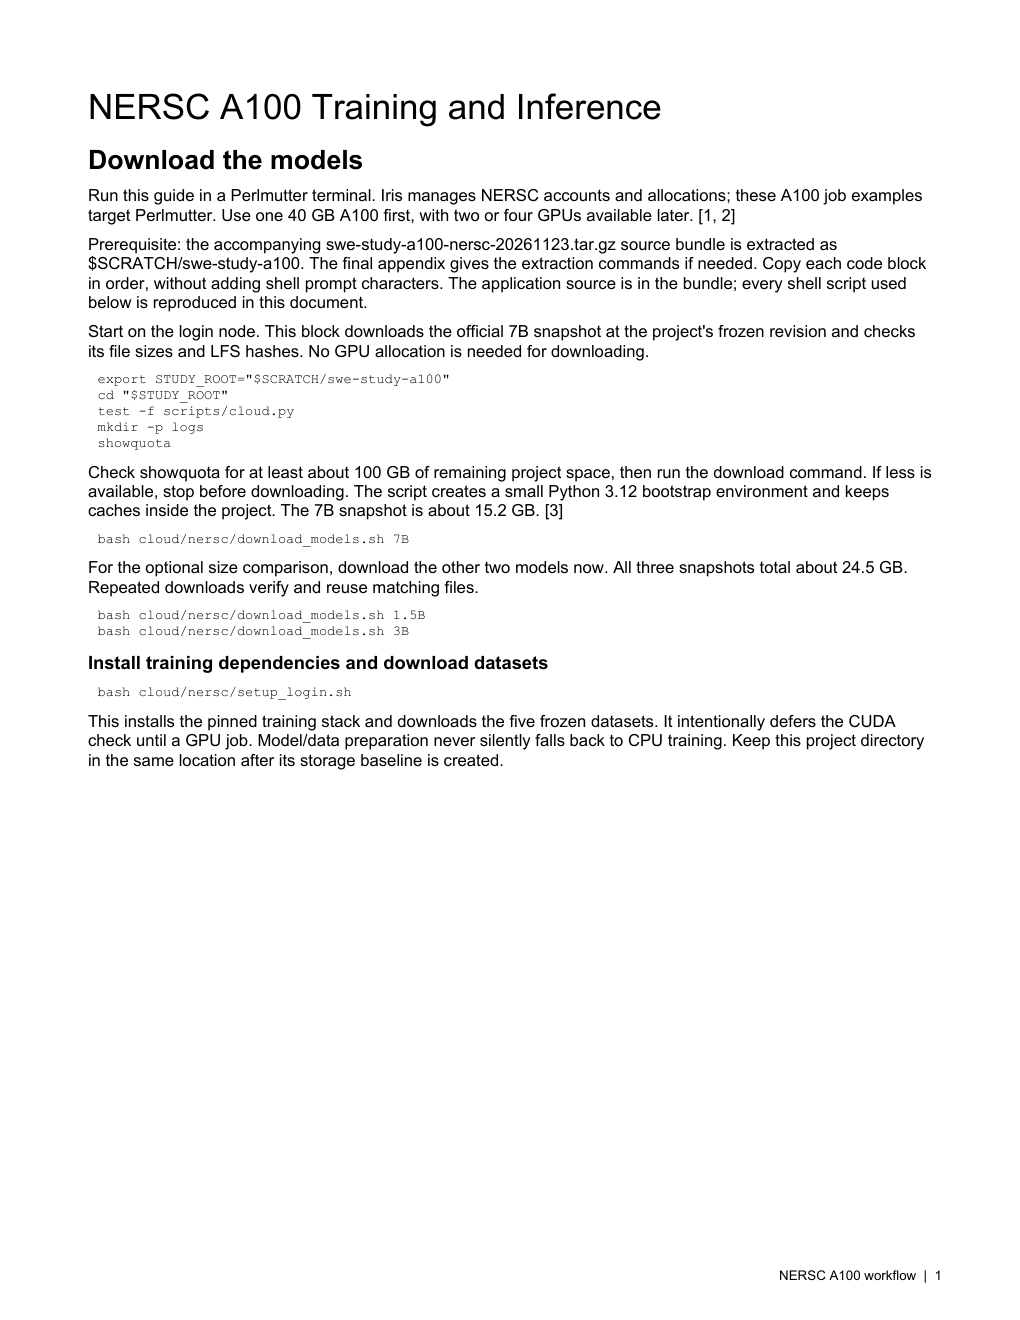 NERSC A100 Training and Inference
Download the models
Run this guide in a Perlmutter terminal. Iris manages NERSC accounts and allocations; these A100 job examples
target Perlmutter. Use one 40 GB A100 first, with two or four GPUs available later. [1, 2]
Prerequisite: the accompanying swe-study-a100-nersc-20261123.tar.gz source bundle is extracted as
$SCRATCH/swe-study-a100. The final appendix gives the extraction commands if needed. Copy each code block
in order, without adding shell prompt characters. The application source is in the bundle; every shell script used
below is reproduced in this document.
Start on the login node. This block downloads the official 7B snapshot at the project's frozen revision and checks
its file sizes and LFS hashes. No GPU allocation is needed for downloading.
export STUDY_ROOT="$SCRATCH/swe-study-a100"
cd "$STUDY_ROOT"
test -f scripts/cloud.py
mkdir -p logs
showquota
Check showquota for at least about 100 GB of remaining project space, then run the download command. If less is
available, stop before downloading. The script creates a small Python 3.12 bootstrap environment and keeps
caches inside the project. The 7B snapshot is about 15.2 GB. [3]
bash cloud/nersc/download_models.sh 7B
For the optional size comparison, download the other two models now. All three snapshots total about 24.5 GB.
Repeated downloads verify and reuse matching files.
bash cloud/nersc/download_models.sh 1.5B
bash cloud/nersc/download_models.sh 3B
Install training dependencies and download datasets
bash cloud/nersc/setup_login.sh
This installs the pinned training stack and downloads the five frozen datasets. It intentionally defers the CUDA
check until a GPU job. Model/data preparation never silently falls back to CPU training. Keep this project directory
in the same location after its storage baseline is created.
NERSC A100 workflow | 1